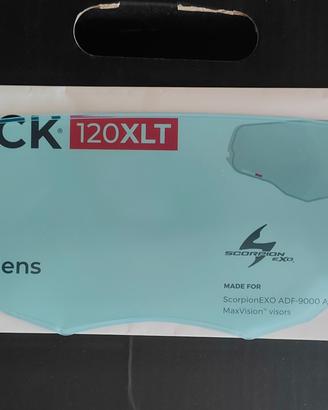 CK® 120XLT
ens
SCORPION EXO
MADE FOR
ScorpionEXO ADF-9000 A
MaxVision™ visors